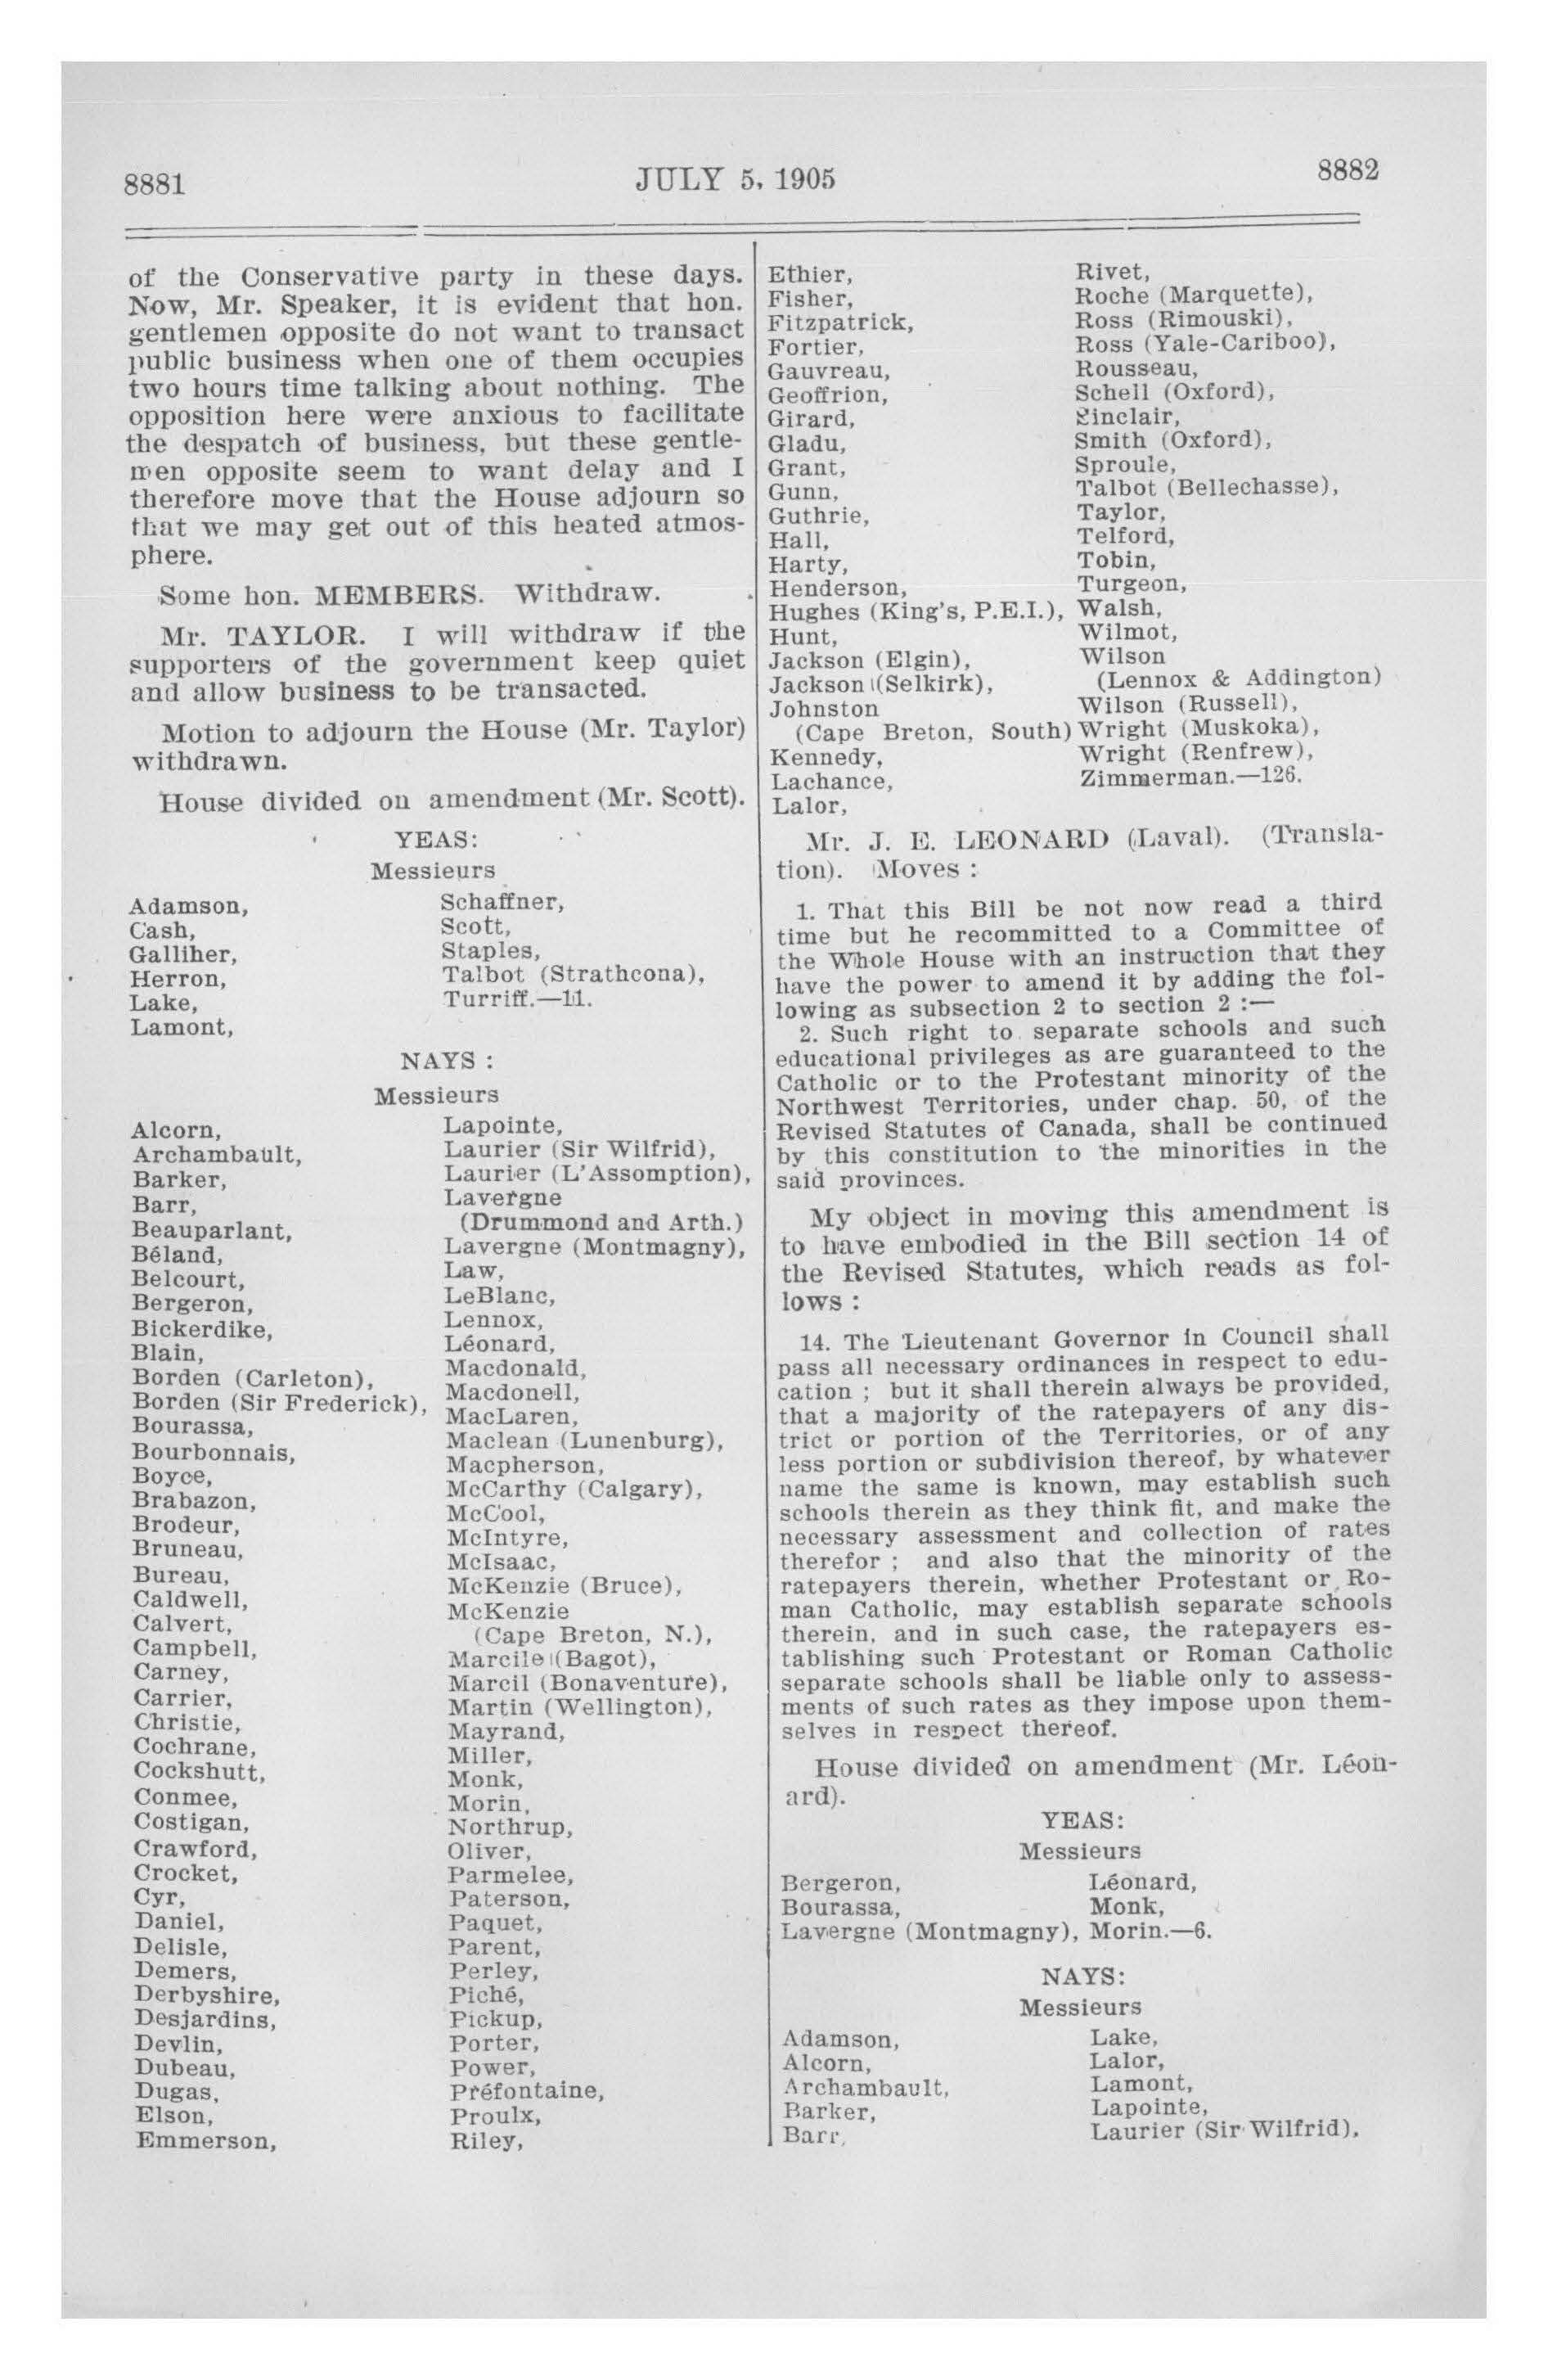 8881
JULY 5, 1905
8882
of the Conservative party in these days.
Now, Mr. Speaker, it is evident that hon.
gentlemen opposite do not want to transact
public business when one of them occupies
two hours time talking about nothing. The
opposition here were anxious to facilitate
the despatch of business, but these gentle-
men opposite seem to want delay and I
therefore move that the House adjourn so
that we may get out of this heated atmos-
phere.
Some hon. MEMBERS. Withdraw.
Mr. TAYLOR. I will withdraw if the
supporters of the government keep quiet
and allow business to be transacted.
Motion to adjourn the House (Mr. Taylor)
withdrawn.
House divided on amendment (Mr. Scott).
YEAS:
Messieurs
Adamson,
Cash,
Galliher,
Herron,
Lake,
Lamont,
Schaffner,
Scott,
Staples,
Talbot (Strathcona),
Turriff.—11.
NAYS :
Messieurs
Alcorn,
Archambault,
Barker,
Barr,
Beauparlant,
Béland,
Belcourt,
Bergeron,
Bickerdike,
Blain,
Borden (Carleton),
Borden (Sir Frederick),
Bourassa,
Bourbonnais,
Boyce,
Brabazon,
Brodeur,
Bruneau,
Bureau,
Caldwell,
Calvert,
Campbell,
Carney,
Carrier,
Christie,
Cochrane,
Cockshutt,
Conmee,
Costigan,
Crawford,
Crocket,
Cyr,
Daniel,
Delisle,
Demers,
Derbyshire,
Desjardins,
Devlin,
Dubeau,
Dugas,
Elson,
Emmerson,
Lapointe,
Laurier (Sir Wilfrid),
Laurier (L'Assomption),
Lavergne
(Drummond and Arth.)
Lavergne (Montmagny),
Law,
LeBlanc,
Lennox,
Léonard,
Macdonald,
Macdonell,
MacLaren,
Maclean (Lunenburg),
Macpherson,
McCarthy (Calgary),
McCool,
McIntyre,
McIsaac,
McKenzie (Bruce),
McKenzie
(Cape Breton, N.),
Marcile (Bagot),
Marcil (Bonaventure),
Martin (Wellington),
Mayrand,
Miller,
Monk,
Morin,
Northrup,
Oliver,
Parmelee,
Paterson,
Paquet,
Parent,
Perley,
Piché,
Pickup,
Porter,
Power,
Préfontaine,
Proulx,
Riley,
Ethier,
Fisher,
Fitzpatrick,
Fortier,
Gauvreau,
Geoffrion,
Girard,
Gladu,
Grant,
Gunn,
Guthrie,
Hall,
Harty,
Henderson,
Hughes (King's, P.E.I.),
Hunt,
Jackson (Elgin),
Jackson (Selkirk),
Johnston
(Cape Breton, South)
Kennedy,
Lachance,
Lalor,
Rivet,
Roche (Marquette),
Ross (Rimouski),
Ross (Yale-Cariboo),
Rousseau,
Schell (Oxford),
Sinclair,
Smith (Oxford),
Sproule,
Talbot (Bellechasse),
Taylor,
Telford,
Tobin,
Turgeon,
Walsh,
Wilmot,
Wilson
(Lennox & Addington)
Wilson (Russell),
Wright (Muskoka),
Wright (Renfrew),
Zimmerman.—126.
Mr. J. E. LEONARD (Laval). (Transla-
tion). Moves :
1. That this Bill be not now read a third
time but he recommitted to a Committee of
the Whole House with an instruction that they
have the power to amend it by adding the fol-
lowing as subsection 2 to section 2 :—
2. Such right to separate schools and such
educational privileges as are guaranteed to the
Catholic or to the Protestant minority of the
Northwest Territories, under chap. 50, of the
Revised Statutes of Canada, shall be continued
by this constitution to the minorities in the
said provinces.
My object in moving this amendment is
to have embodied in the Bill section 14 of
the Revised Statutes, which reads as fol-
lows :
14. The Lieutenant Governor in Council shall
pass all necessary ordinances in respect to edu-
cation ; but it shall therein always be provided,
that a majority of the ratepayers of any dis-
trict or portion of the Territories, or of any
less portion or subdivision thereof, by whatever
name the same is known, may establish such
schools therein as they think fit, and make the
necessary assessment and collection of rates
therefor ; and also that the minority of the
ratepayers therein, whether Protestant or Ro-
man Catholic, may establish separate schools
therein, and in such case, the ratepayers es-
tablishing such Protestant or Roman Catholic
separate schools shall be liable only to assess-
ments of such rates as they impose upon them-
selves in respect thereof.
House divided on amendment (Mr. Léon-
ard).
YEAS:
Messieurs
Bergeron,
Bourassa,
Lavergne (Montmagny),
Léonard,
Monk,
Morin.—6.
NAYS:
Messieurs
Adamson,
Alcorn,
Archambault,
Barker,
Barr,
Lake,
Lalor,
Lamont,
Lapointe,
Laurier (Sir Wilfrid),